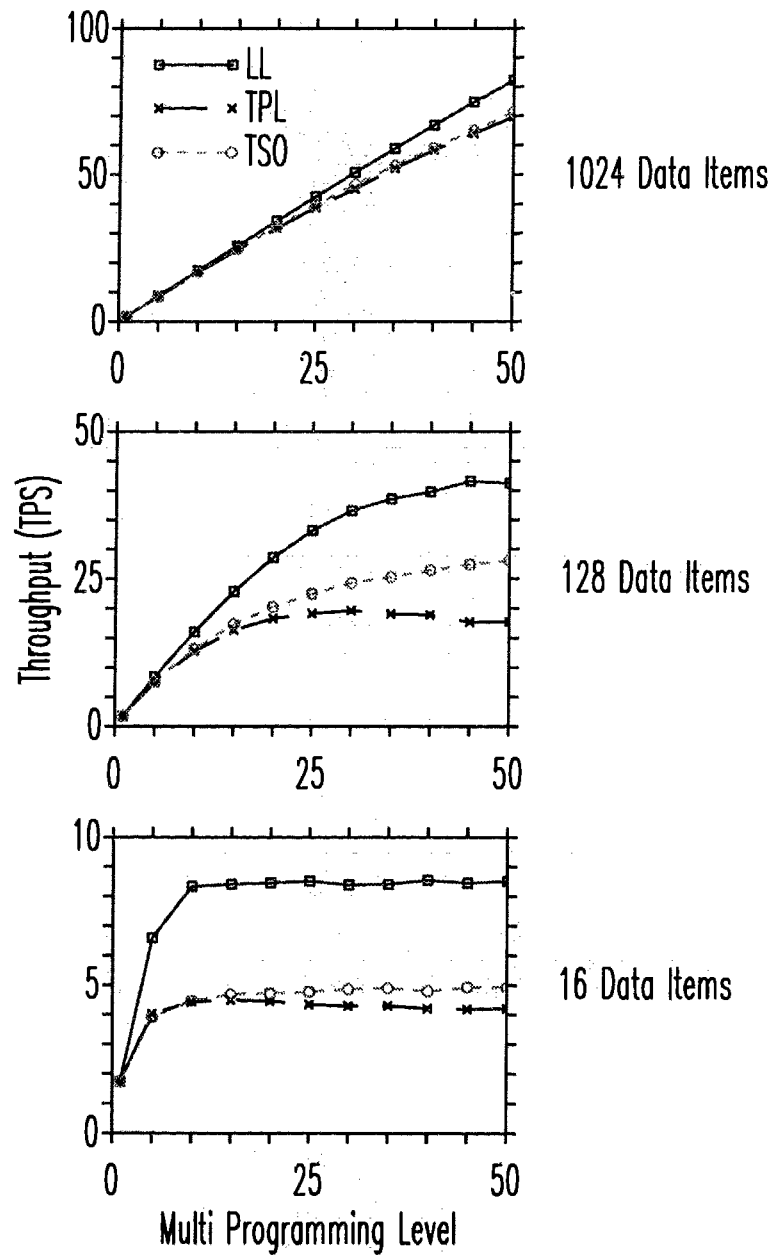 100
50
0
LL
TPL
TSO
1024 Data Items
0 25 50
50
25
0
128 Data Items
0 25 50
Throughput (TPS)
10
5
0
16 Data Items
0 25 50
Multi Programming Level